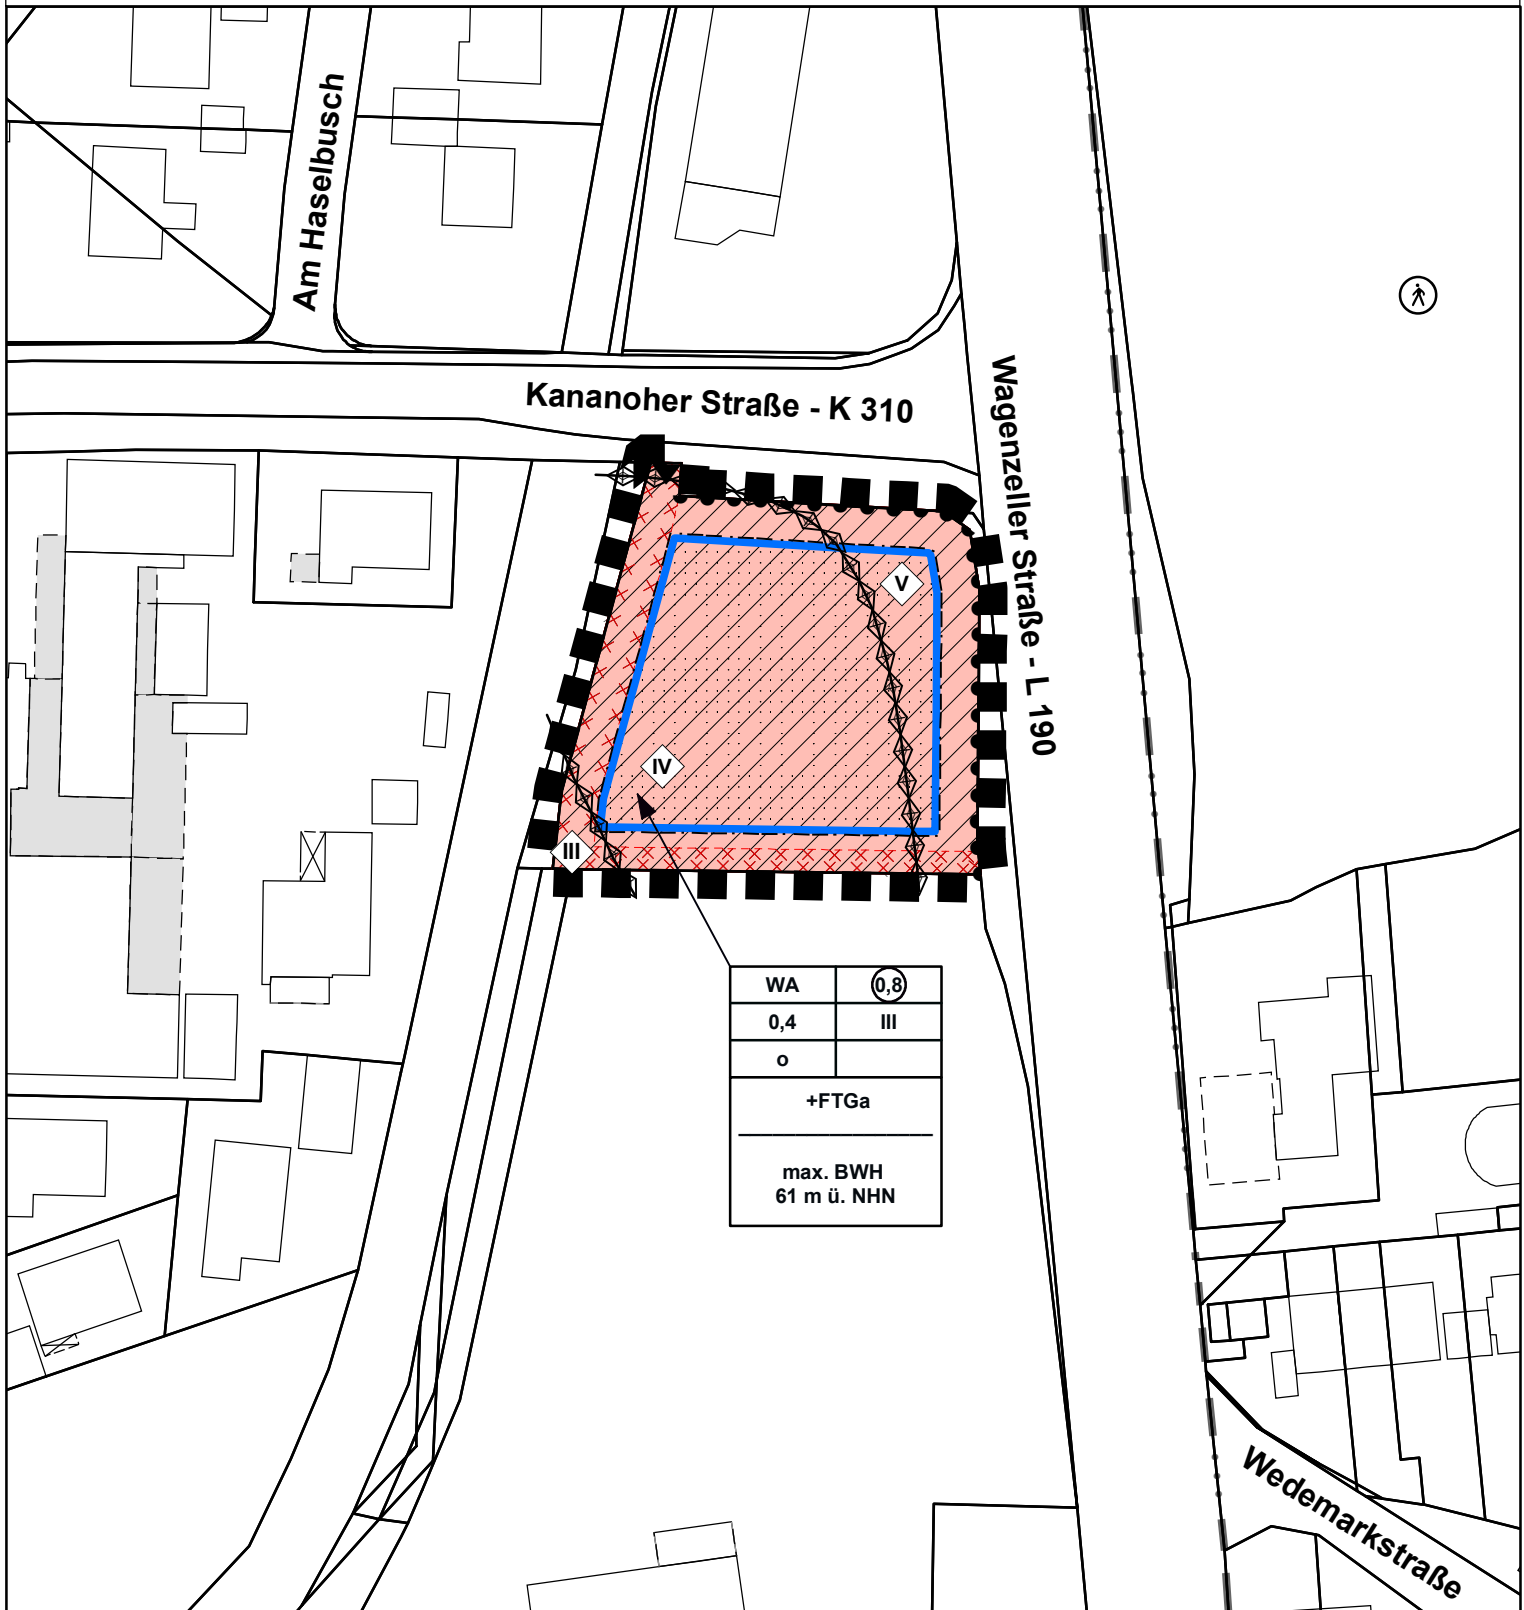 Am Haselbusch
Kananoher Straße - K 310
Wagenzeller Straße - L 190
V
IV
III
WA 0,8
0,4 III
o
+FTGa
max. BWH
61 m ü. NHN
Wedemarkstraße